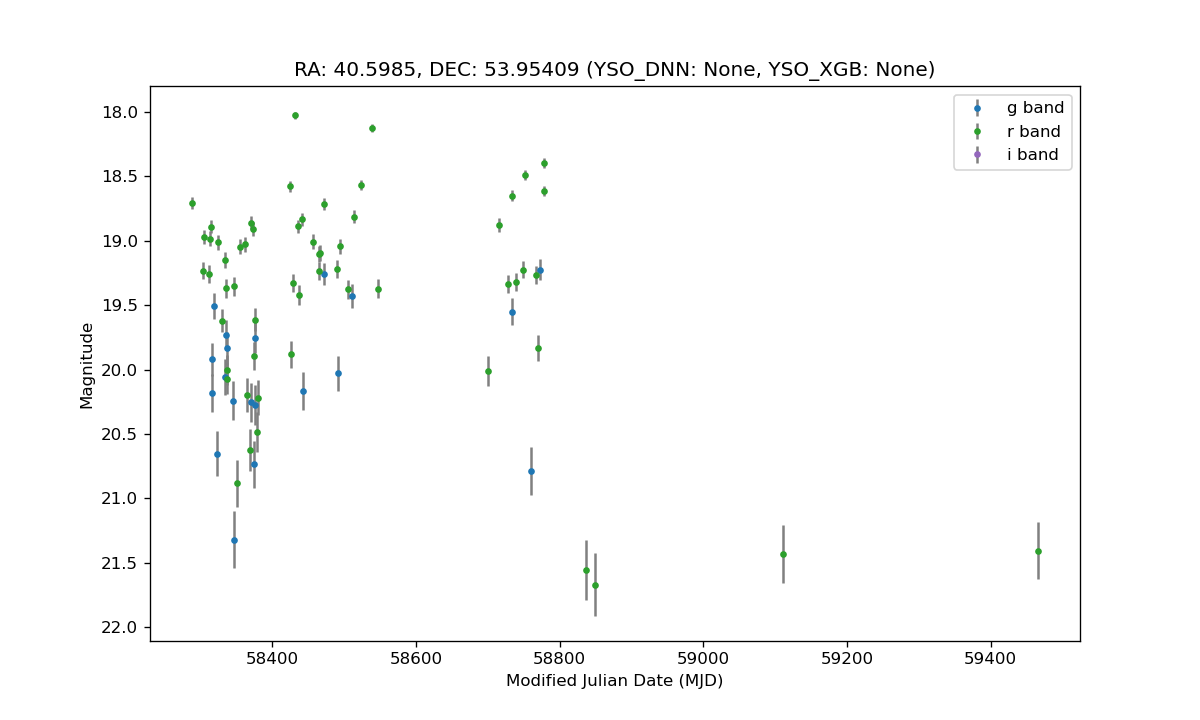 RA: 40.5985, DEC: 53.95409 (YSO_DNN: None, YSO_XGB: None)
g band
r band
i band
18.0
18.5
19.0
19.5
20.0
20.5
21.0
21.5
22.0
Magnitude
58400
58600
58800
59000
59200
59400
Modified Julian Date (MJD)